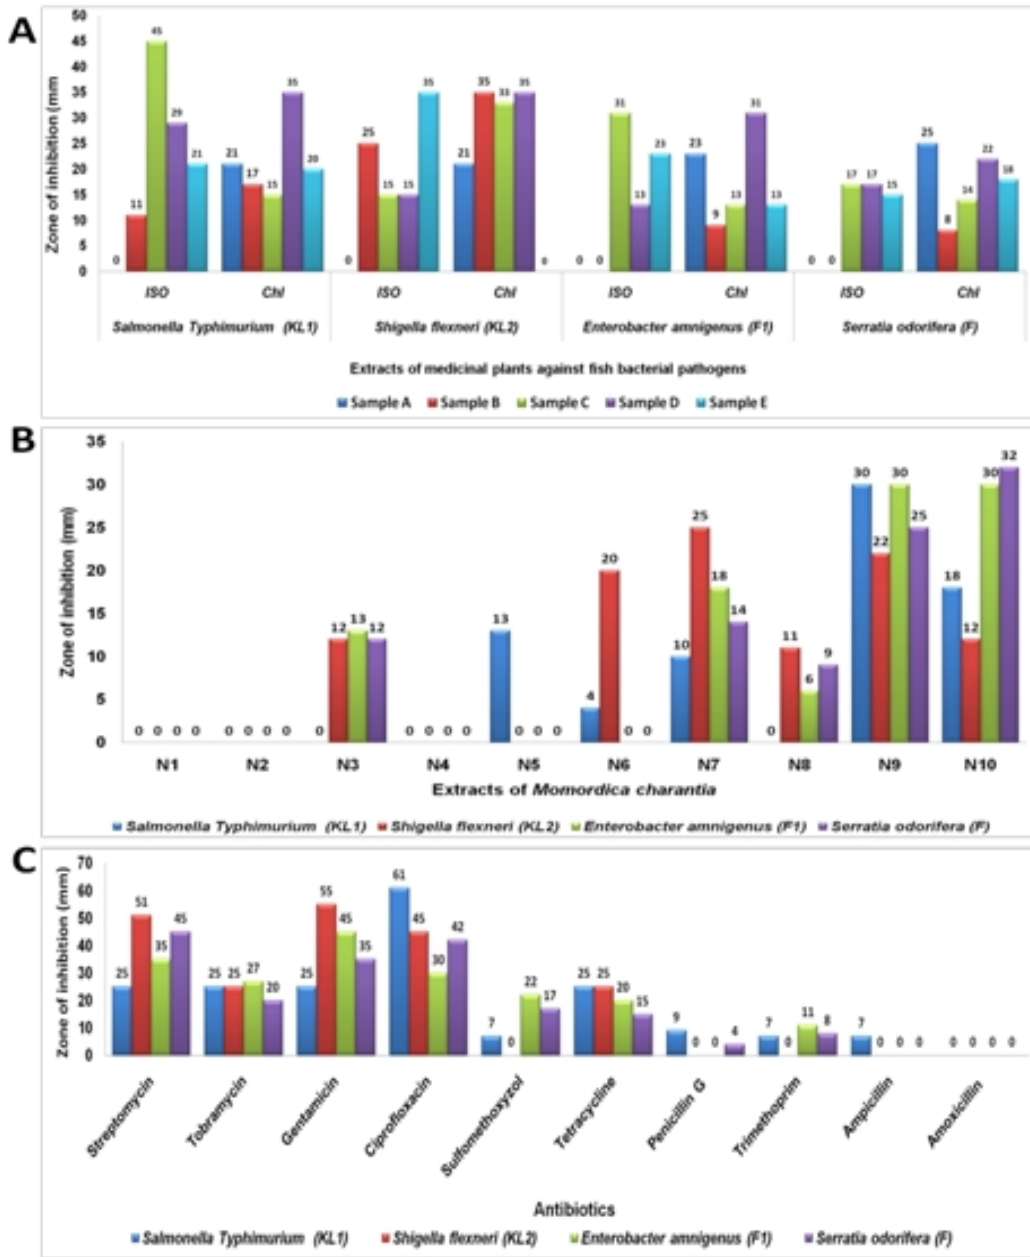 A
Zone of inhibition (mm
50
45
40
35
30
25
20
15
10
5
0
0 11 45 29 21 21 17 15 35 20 0 25 15 15 35 21 35 33 35 0 0 0 31 13 23 23 9 13 31 13 0 0 17 17 15 25 8 14 22 18
ISO Chl ISO Chl ISO Chl ISO Chl
Salmonella Typhimurium (KL1) Shigella flexneri (KL2) Enterobacter amnigenus (F1) Serratia odorifera (F)
Extracts of medicinal plants against fish bacterial pathogens
Sample A Sample B Sample C Sample D Sample E
B
Zone of inhibition (mm)
35
30
25
20
15
10
5
0
0 0 0 0 0 0 0 0 0 12 13 12 0 0 0 0 13 0 0 0 4 20 0 0 10 25 18 14 0 11 6 9 30 22 30 25 18 12 30 32
N1 N2 N3 N4 N5 N6 N7 N8 N9 N10
Extracts of Momordica charantia
Salmonella Typhimurium (KL1) Shigella flexneri (KL2) Enterobacter amnigenus (F1) Serratia odorifera (F)
C
Zone of inhibition (mm)
70
60
50
40
30
20
10
0
25 51 35 45 25 25 27 20 25 55 45 35 61 45 30 42 7 0 22 17 25 25 20 15 9 0 0 4 7 0 11 8 7 0 0 0 0 0 0 0
Streptomycin Tobramycin Gentamicin Ciprofloxacin Sulfomethoxyzol Tetracycline Penicillin G Trimethoprim Ampicillin Amoxicillin
Antibiotics
Salmonella Typhimurium (KL1) Shigella flexneri (KL2) Enterobacter amnigenus (F1) Serratia odorifera (F)